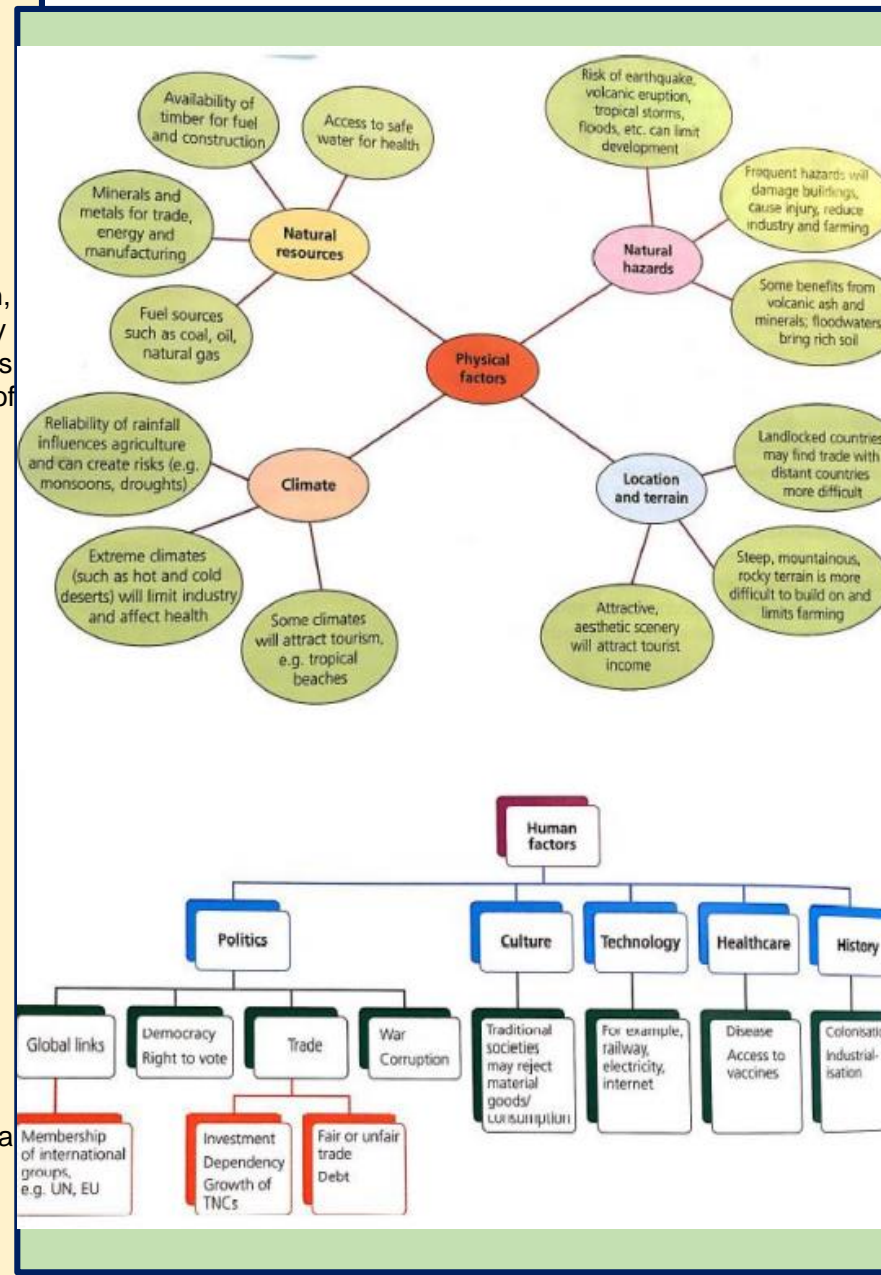 ,
y
s
of
a
Availability of
timber for fuel
and construction
Access to safe
water for health
Minerals and
metals for trade,
energy and
manufacturing
Natural
resources
Fuel sources
such as coal, oil,
natural gas
Risk of earthquake,
volcanic eruption,
tropical storms,
floods, etc. can limit
development
Frequent hazards will
damage buildings,
cause injury, reduce
industry and farming
Natural
hazards
Some benefits from
volcanic ash and
minerals; floodwaters
bring rich soil
Physical
factors
Reliability of rainfall
influences agriculture
and can create risks (e.g.
monsoons, droughts)
Climate
Extreme climates
(such as hot and cold
deserts) will limit industry
and affect health
Some climates
will attract tourism,
e.g. tropical
beaches
Location
and terrain
Landlocked countries
may find trade with
distant countries
more difficult
Steep, mountainous,
rocky terrain is more
difficult to build on and
limits farming
Attractive,
aesthetic scenery
will attract tourist
income
Human
factors
Politics
Culture
Technology
Healthcare
History
Global links
Democracy
Right to vote
Trade
War
Corruption
Traditional
societies
may reject
material
goods/
consumption
For example,
railway,
electricity,
internet
Disease
Access to
vaccines
Colonisatio
Industrial-
isation
Membership
of international
groups,
e.g. UN, EU
Investment
Dependency
Growth of
TNCs
Fair or unfair
trade
Debt